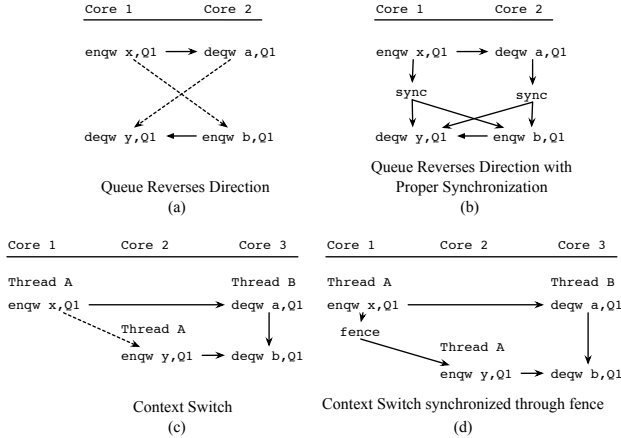 Core 1 Core 2
enqw x,Q1 deqw a,Q1
deqw y,Q1 enqw b,Q1
Queue Reverses Direction
(a)
Core 1 Core 2
enqw x,Q1 deqw a,Q1
sync sync
deqw y,Q1 enqw b,Q1
Queue Reverses Direction with
Proper Synchronization
(b)
Core 1 Core 2 Core 3
Thread A Thread B
enqw x,Q1 deqw a,Q1
Thread A
enqw y,Q1 deqw b,Q1
Context Switch
(c)
Core 1 Core 2 Core 3
Thread A Thread B
enqw x,Q1 deqw a,Q1
fence
Thread A
enqw y,Q1 deqw b,Q1
Context Switch synchronized through fence
(d)